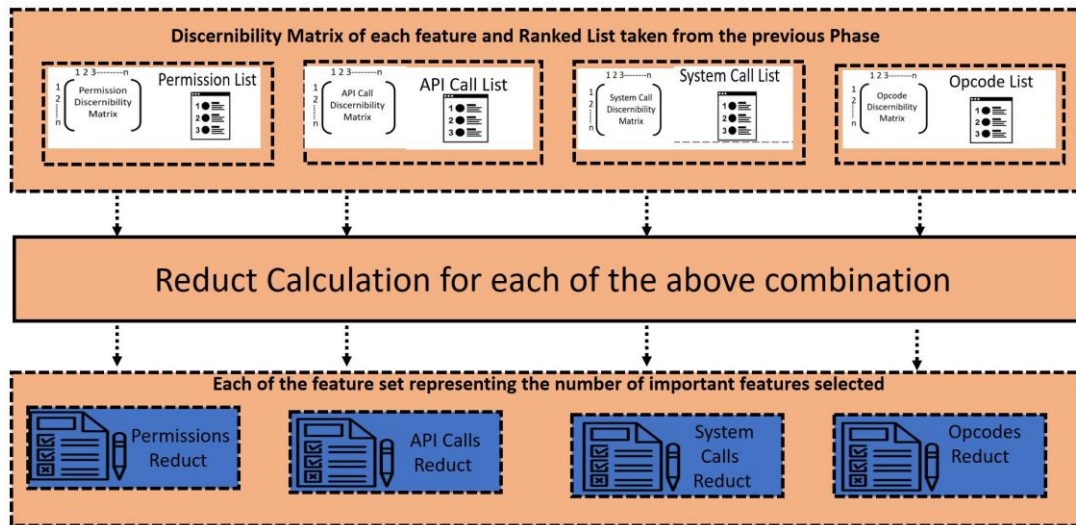 Discernibility Matrix of each feature and Ranked List taken from the previous Phase
1 2 3--------n
1
2
n
Permission
Discernibility
Matrix
Permission List
1
2
3
1 2 3--------n
1
2
n
API Call
Discernibility
Matrix
API Call List
1
2
3
1 2 3--------n
1
2
n
System Call
Discernibility
Matrix
System Call List
1
2
3
1 2 3--------n
1
2
n
Opcode
Discernibility
Matrix
Opcode List
1
2
3
Reduct Calculation for each of the above combination
Each of the feature set representing the number of important features selected
Permissions
Reduct
API Calls
Reduct
System
Calls
Reduct
Opcodes
Reduct